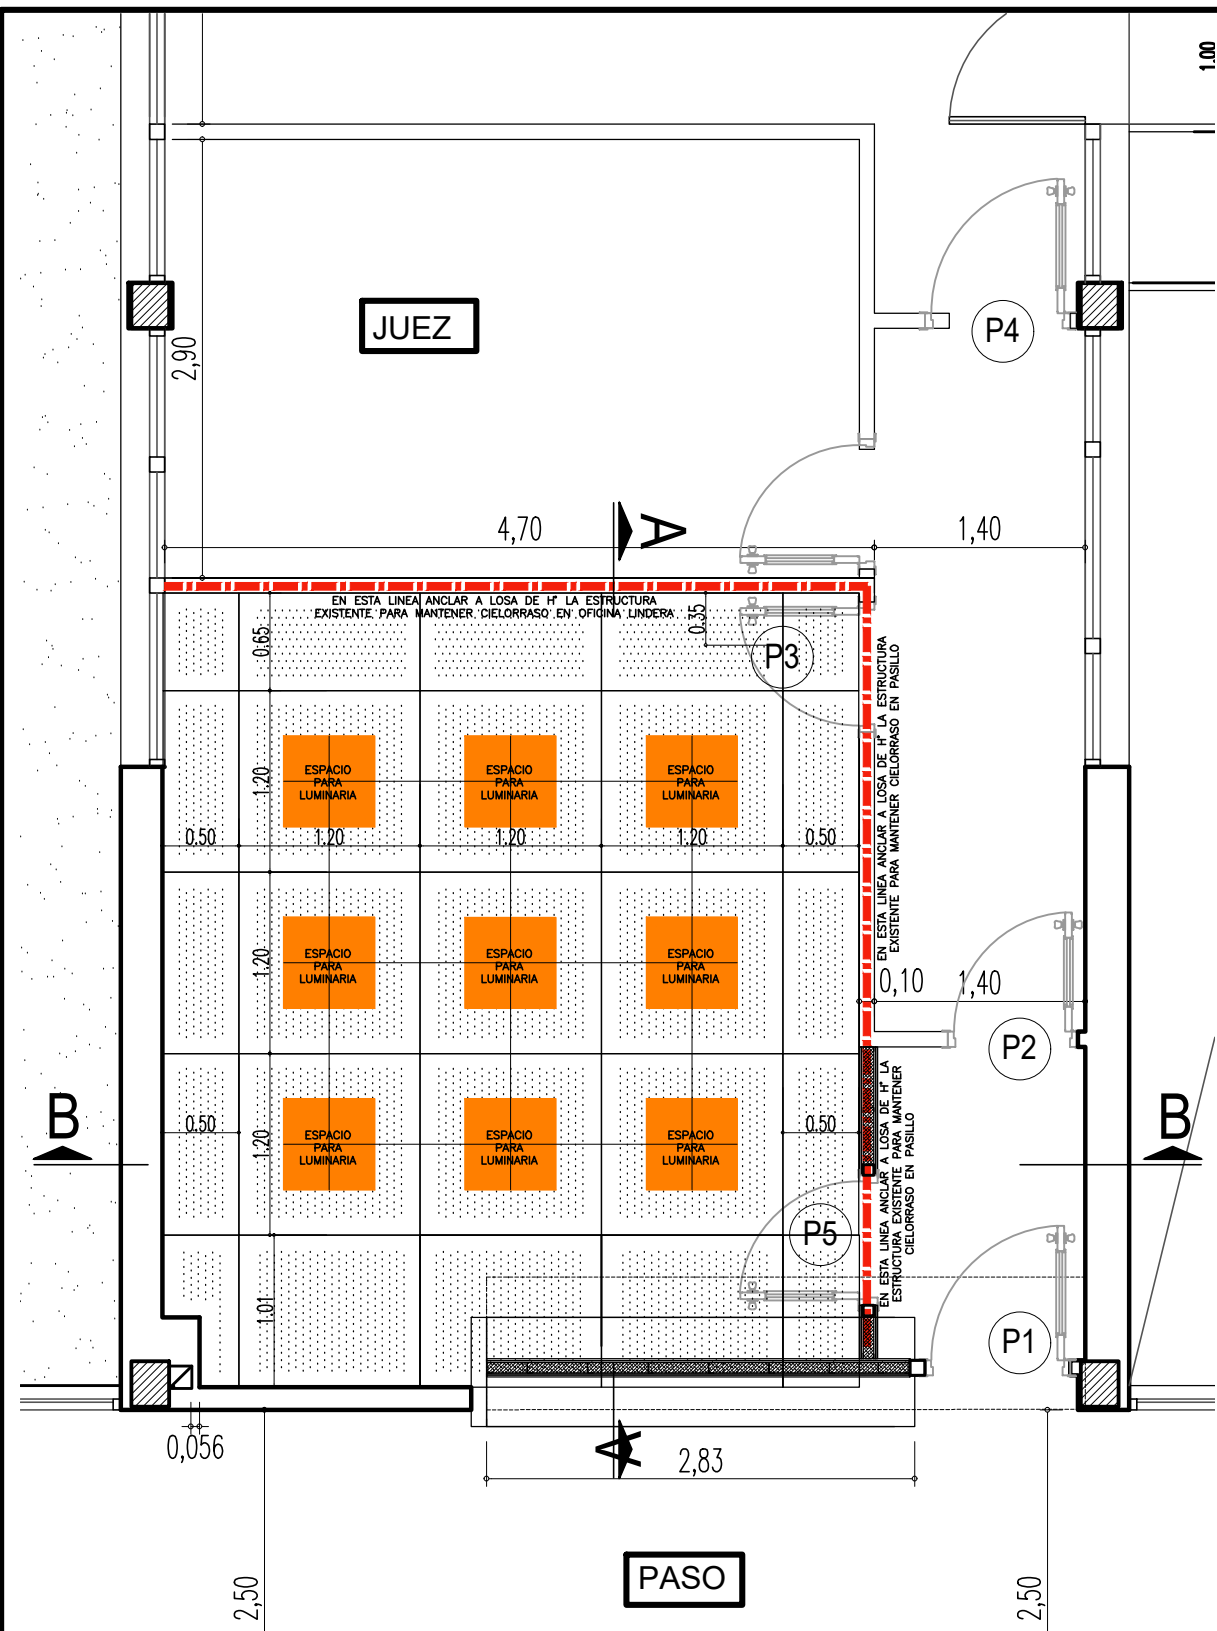 1.00
JUEZ
P4
2,90
4,70
A
1,40
EN ESTA LINEA ANCLAR A LOSA DE H° LA ESTRUCTURA
EXISTENTE PARA MANTENER CIELORRASO EN OFICINA LINDERA
0.65
0.35
P3
EN ESTA LINEA ANCLAR A LOSA DE H° LA ESTRUCTURA
EXISTENTE PARA MANTENER CIELORRASO EN PASILLO
ESPACIO
PARA
LUMINARIA
ESPACIO
PARA
LUMINARIA
ESPACIO
PARA
LUMINARIA
1.20
0.50
1.20
1.20
1.20
0.50
ESPACIO
PARA
LUMINARIA
ESPACIO
PARA
LUMINARIA
ESPACIO
PARA
LUMINARIA
1.20
0,10
1,40
P2
B
0.50
1.20
ESPACIO
PARA
LUMINARIA
ESPACIO
PARA
LUMINARIA
ESPACIO
PARA
LUMINARIA
0.50
EN ESTA LINEA ANCLAR A LOSA DE H° LA
ESTRUCTURA EXISTENTE PARA MANTENER
CIELORRASO EN PASILLO
B
P5
1.01
P1
0,056
A
2,83
2,50
PASO
2,50